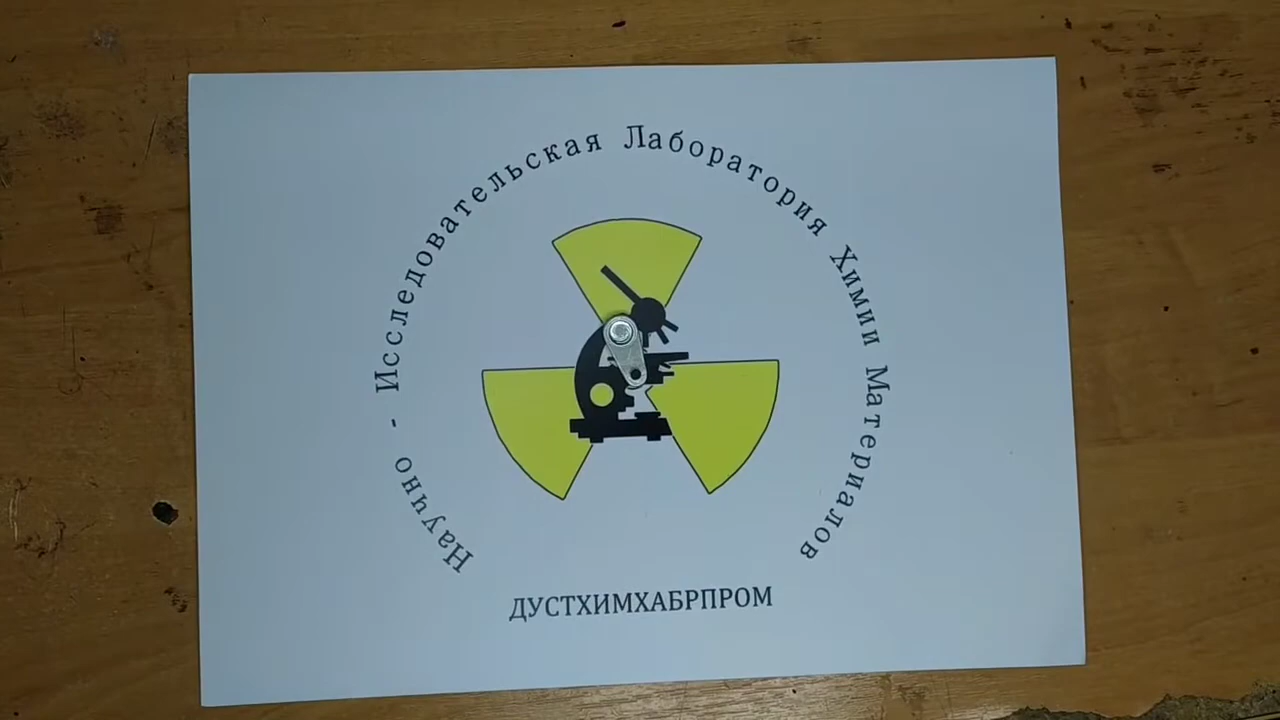 Научно - Исследовательская Лаборатория Химии Материалов
ДУСТХИМХАБРПРОМ